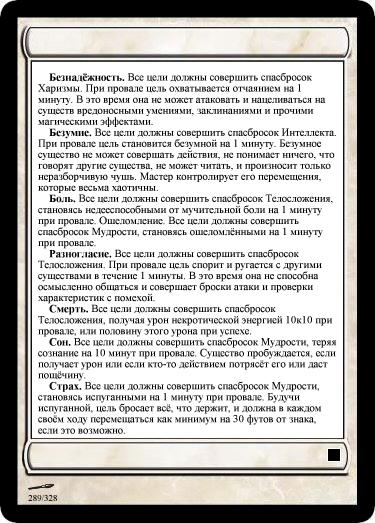 Безнадёжность. Все цели должны совершить спасбросок
Харизмы. При провале цель охватывается отчаянием на 1
минуту. В это время она не может атаковать и нацеливаться на
существ вредоносными умениями, заклинаниями и прочими
магическими эффектами.
Безумие. Все цели должны совершить спасбросок Интеллекта.
При провале цель становится безумной на 1 минуту. Безумное
существо не может совершать действия, не понимает ничего, что
говорят другие существа, не может читать, и произносит только
неразборчивую чушь. Мастер контролирует его перемещения,
которые весьма хаотичны.
Боль. Все цели должны совершить спасбросок Телосложения,
становясь недееспособными от мучительной боли на 1 минуту
при провале. Ошеломление. Все цели должны совершить
спасбросок Мудрости, становясь ошеломлёнными на 1 минуту
при провале.
Разногласие. Все цели должны совершить спасбросок
Телосложения. При провале цель спорит и ругается с другими
существами в течение 1 минуты. В это время она не способна
осмысленно общаться и совершает броски атаки и проверки
характеристик с помехой.
Смерть. Все цели должны совершить спасбросок
Телосложения, получая урон некротической энергией 10к10 при
провале, или половину этого урона при успехе.
Сон. Все цели должны совершить спасбросок Мудрости, теряя
сознание на 10 минут при провале. Существо пробуждается, если
получает урон или если кто-то действием потрясёт его или даст
пощёчину.
Страх. Все цели должны совершить спасбросок Мудрости,
становясь испуганными на 1 минуту при провале. Будучи
испуганной, цель бросает всё, что держит, и должна в каждом
своём ходу перемещаться как минимум на 30 футов от знака,
если это возможно.
289/328